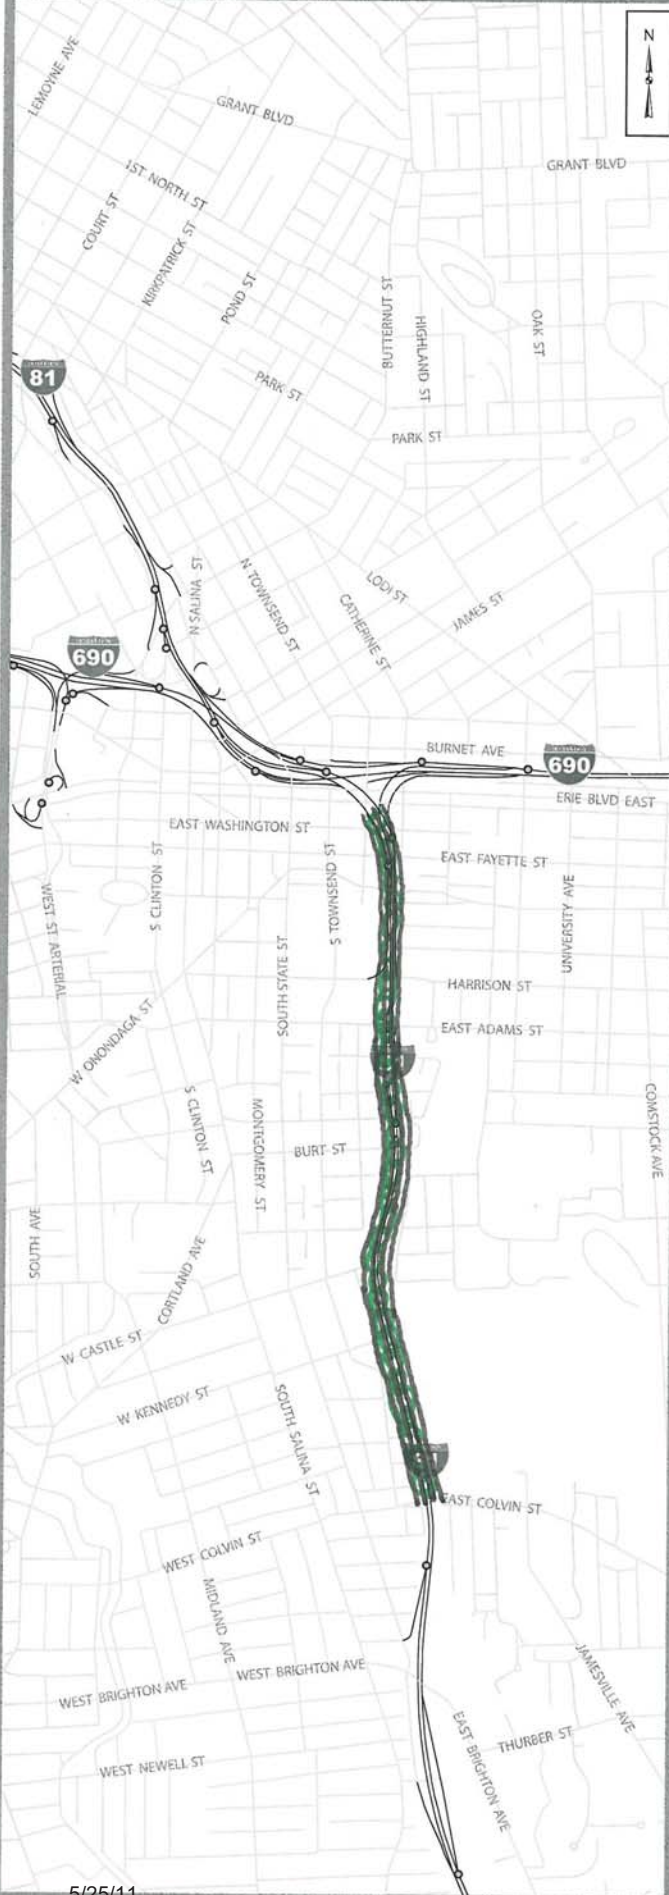 N
LEMOYNE AVE
GRANT BLVD
GRANT BLVD
1ST NORTH ST
COURT ST
KIRKPATRICK ST
POND ST
BUTTERNUT ST
HIGHLAND ST
OAK ST
81
PARK ST
PARK ST
N SALINA ST
N TOWNSEND ST
LODI ST
CATHERINE ST
JAMES ST
690
BURNET AVE
690
ERIE BLVD EAST
EAST WASHINGTON ST
S CLINTON ST
S TOWNSEND ST
EAST FAYETTE ST
UNIVERSITY AVE
WEST ST ARTERIAL
SOUTH STATE ST
HARRISON ST
EAST ADAMS ST
W ONONDAGA ST
S CLINTON ST
MONTGOMERY ST
BURT ST
COMSTOCK AVE
SOUTH AVE
CORTLAND AVE
W CASTLE ST
W KENNEDY ST
SOUTH SALINA ST
EAST COLVIN ST
WEST COLVIN ST
MIDLAND AVE
WEST BRIGHTON AVE
WEST BRIGHTON AVE
JAMESVILLE AVE
EAST BRIGHTON AVE
THURBER ST
WEST NEWELL ST
5/25/11